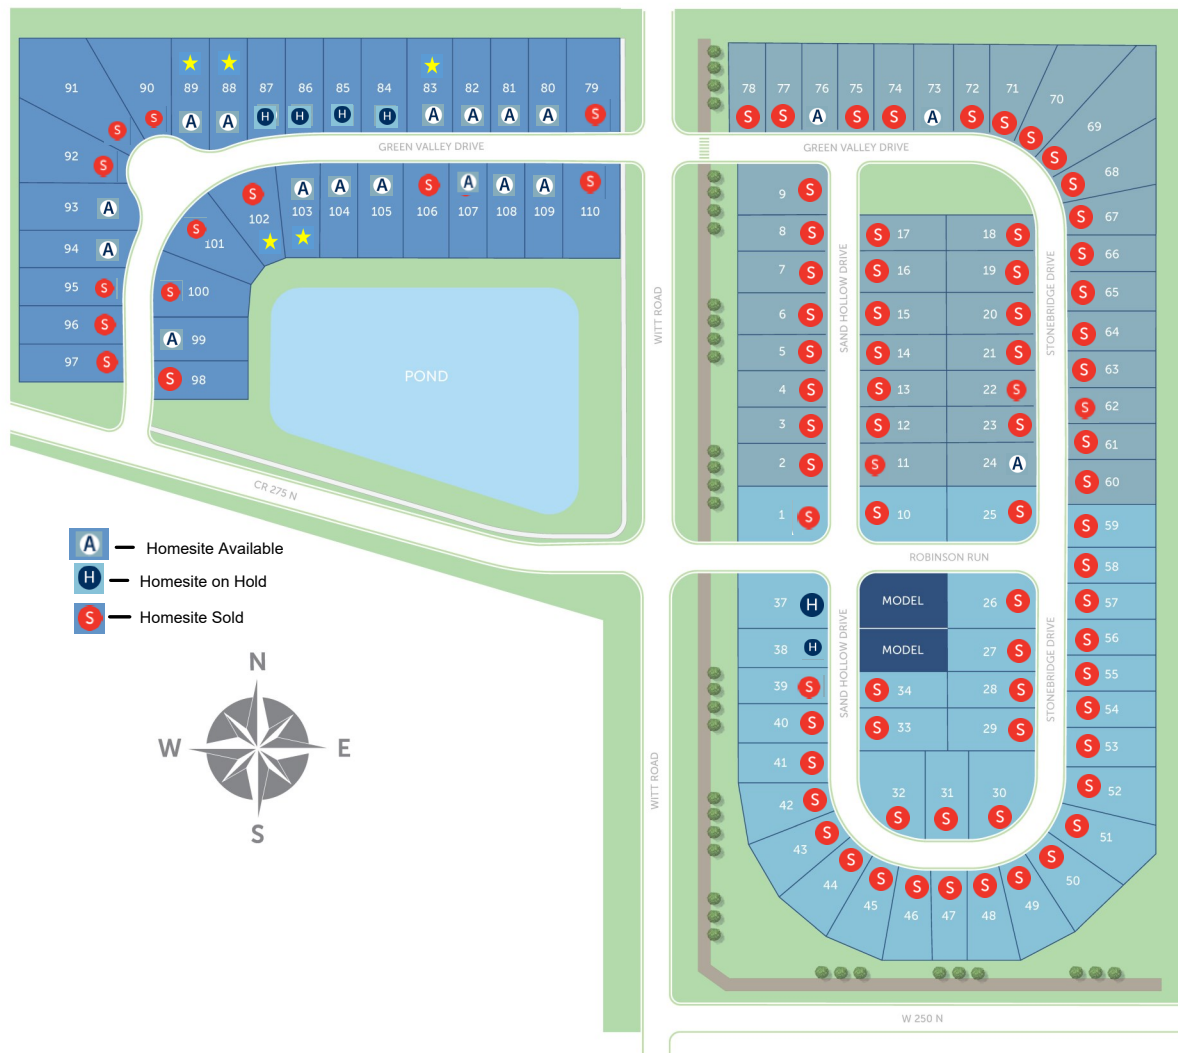 91
90
89
88
87
86
85
84
83
82
81
80
79
A
A
H
H
H
H
A
A
A
A
S
S
S
GREEN VALLEY DRIVE
92
S
93
A
94
A
95
S
96
S
97
S
S
102
S
101
S
100
A
99
S
98
A
A
A
S
A
A
A
S
103
104
105
106
107
108
109
110
POND
CR 275 N
WITT ROAD
WITT ROAD
78
77
76
75
74
73
72
71
70
69
68
S
S
A
S
S
A
S
S
S
S
S
GREEN VALLEY DRIVE
9
S
8
S
7
S
6
S
5
S
4
S
3
S
2
S
1
S
SAND HOLLOW DRIVE
S
17
S
16
S
15
S
14
S
13
S
12
S
11
S
10
18
S
19
S
20
S
21
S
22
S
23
S
24
A
25
S
STONEBRIDGE DRIVE
S
67
S
66
S
65
S
64
S
63
S
62
S
61
S
60
S
59
S
58
S
57
S
56
S
55
S
54
S
53
S
52
S
51
S
50
S
49
S
48
S
47
S
46
S
45
S
44
S
43
ROBINSON RUN
37
H
38
H
39
S
40
S
41
S
42
S
SAND HOLLOW DRIVE
MODEL
MODEL
S
34
S
33
26
S
27
S
28
S
29
S
32
31
30
S
S
S
STONEBRIDGE DRIVE
W 250 N
A
Homesite Available
H
Homesite on Hold
S
Homesite Sold
N
W
E
S